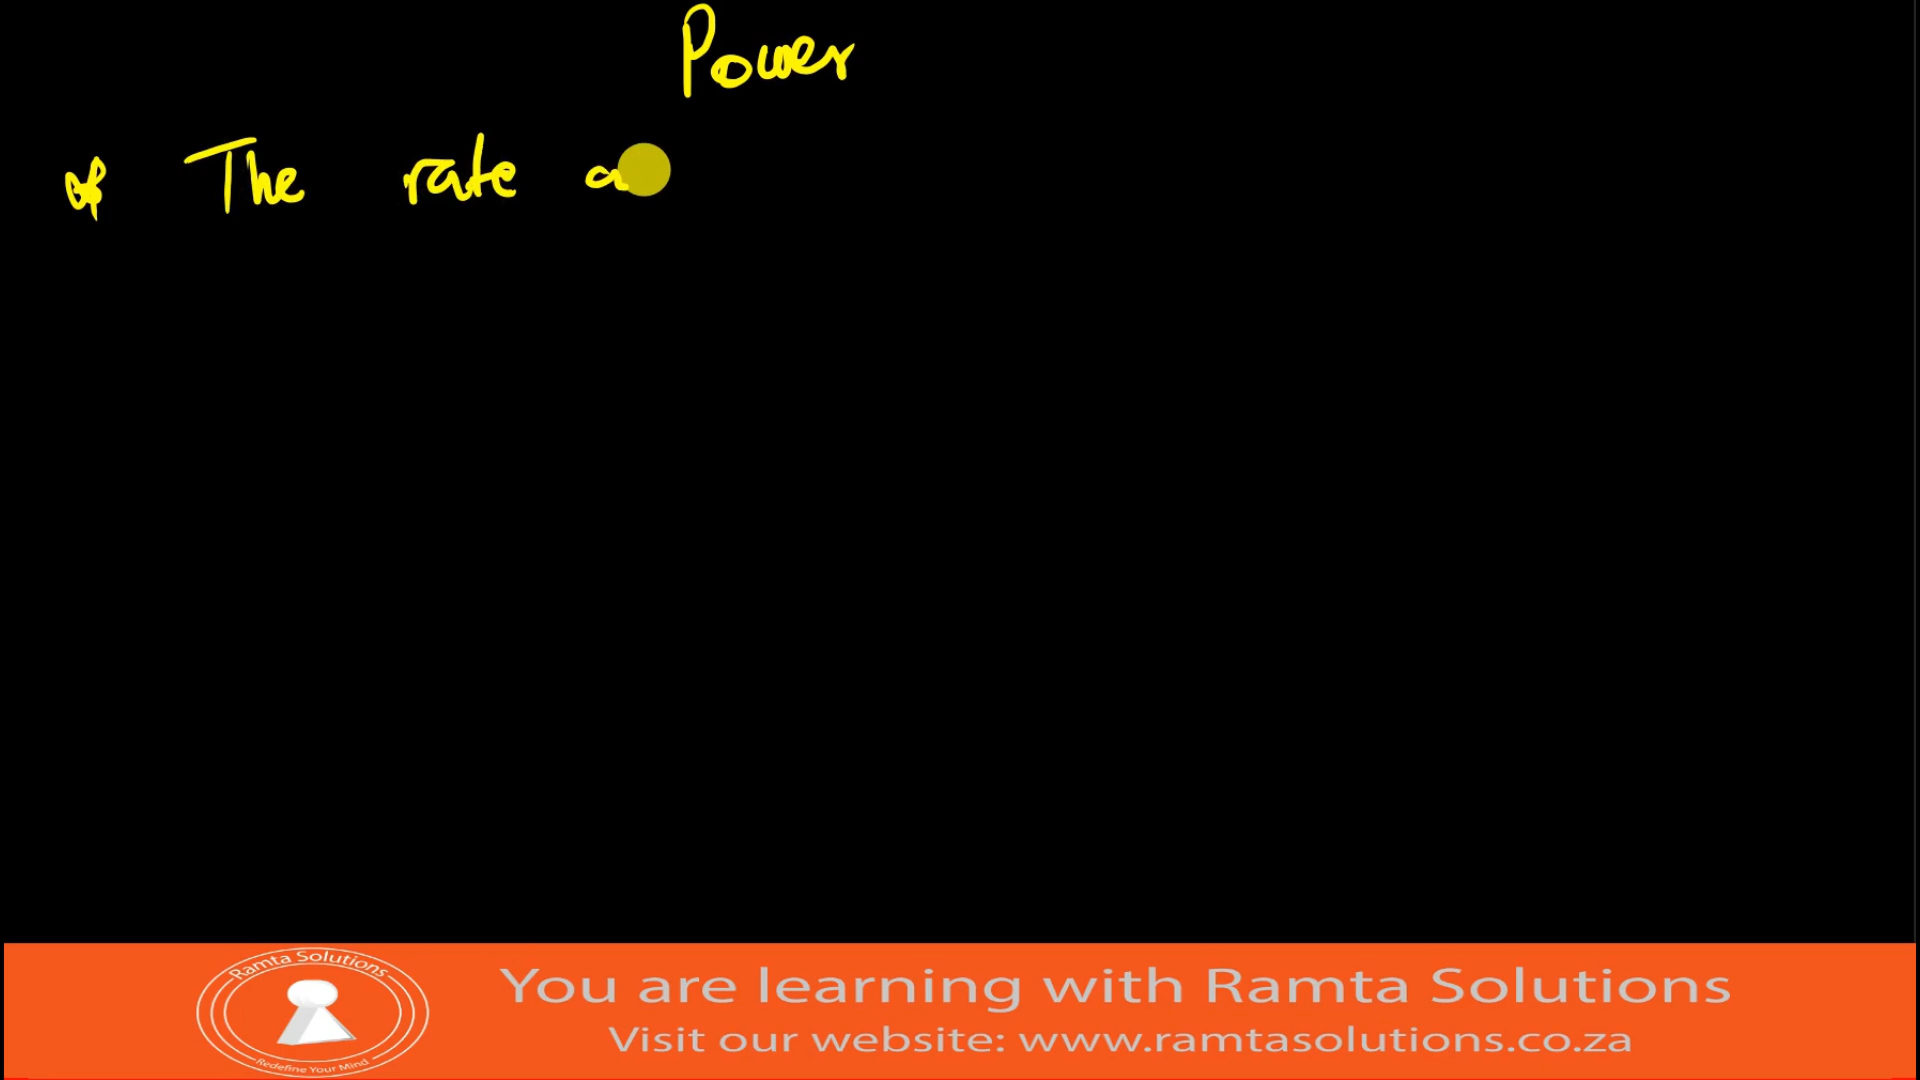 Power
* The rate a
Ramta Solutions
Redefine Your Mind
You are learning with Ramta Solutions
Visit our website: www.ramtasolutions.co.za